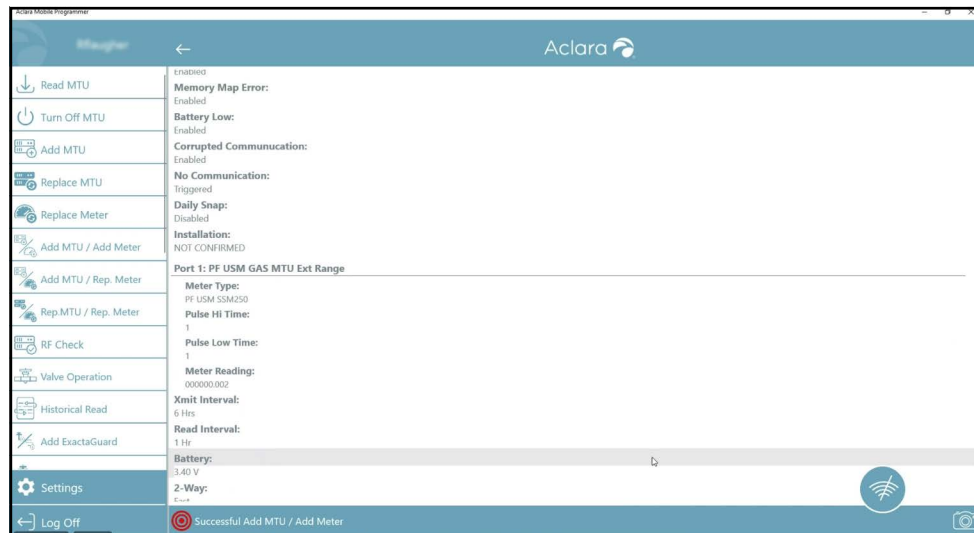 Aclara Mobile Programmer
Aclara
Read MTU
Turn Off MTU
Add MTU
Replace MTU
Replace Meter
Add MTU / Add Meter
Add MTU / Rep. Meter
Rep.MTU / Rep. Meter
RF Check
Valve Operation
Historical Read
Add ExactaGuard
Settings
Log Off
Enabled
Memory Map Error:
Enabled
Battery Low:
Enabled
Corrupted Communucation:
Enabled
No Communication:
Triggered
Daily Snap:
Disabled
Installation:
NOT CONFIRMED
Port 1: PF USM GAS MTU Ext Range
Meter Type:
PF USM SSM250
Pulse Hi Time:
1
Pulse Low Time:
1
Meter Reading:
000000.002
Xmit Interval:
6 Hrs
Read Interval:
1 Hr
Battery:
3.40 V
2-Way:
Successful Add MTU / Add Meter